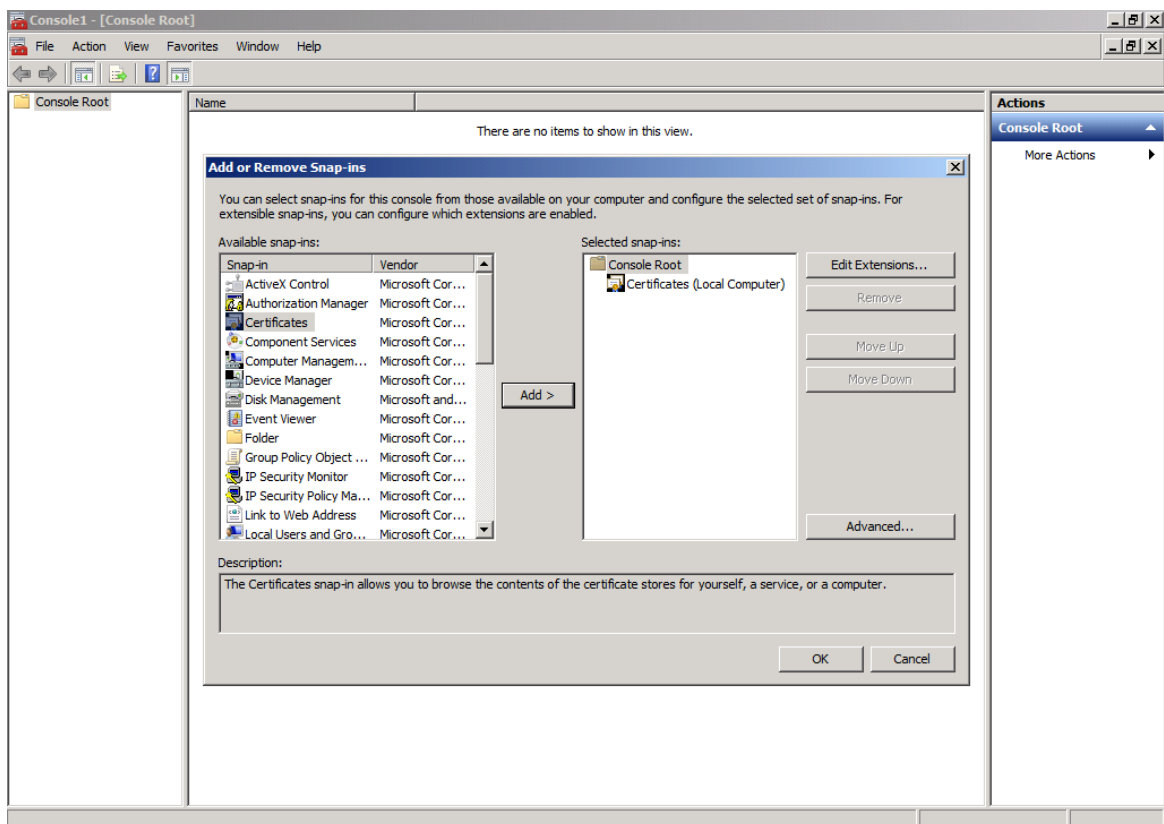 Console1 - [Console Root]
File Action View Favorites Window Help
Console Root
Name
There are no items to show in this view.
Actions
Console Root
More Actions
Add or Remove Snap-ins
You can select snap-ins for this console from those available on your computer and configure the selected set of snap-ins. For
extensible snap-ins, you can configure which extensions are enabled.
Available snap-ins:
Snap-in Vendor
ActiveX Control Microsoft Cor...
Authorization Manager Microsoft Cor...
Certificates Microsoft Cor...
Component Services Microsoft Cor...
Computer Managem... Microsoft Cor...
Device Manager Microsoft Cor...
Disk Management Microsoft and...
Event Viewer Microsoft Cor...
Folder Microsoft Cor...
Group Policy Object ... Microsoft Cor...
IP Security Monitor Microsoft Cor...
IP Security Policy Ma... Microsoft Cor...
Link to Web Address Microsoft Cor...
Local Users and Gro... Microsoft Cor...
Add >
Selected snap-ins:
Console Root
Certificates (Local Computer)
Edit Extensions...
Remove
Move Up
Move Down
Advanced...
Description:
The Certificates snap-in allows you to browse the contents of the certificate stores for yourself, a service, or a computer.
OK Cancel